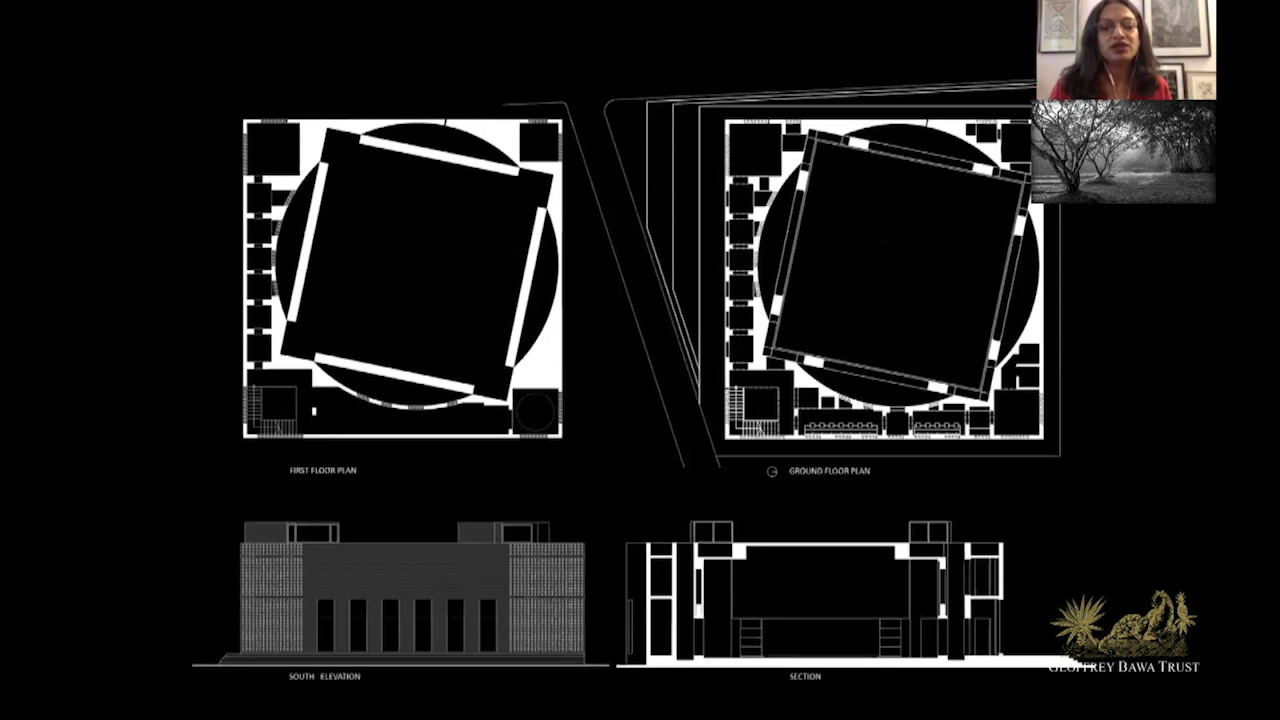 FIRST FLOOR PLAN
GROUND FLOOR PLAN
SOUTH ELEVATION
SECTION
GEOFFREY BAWA TRUST